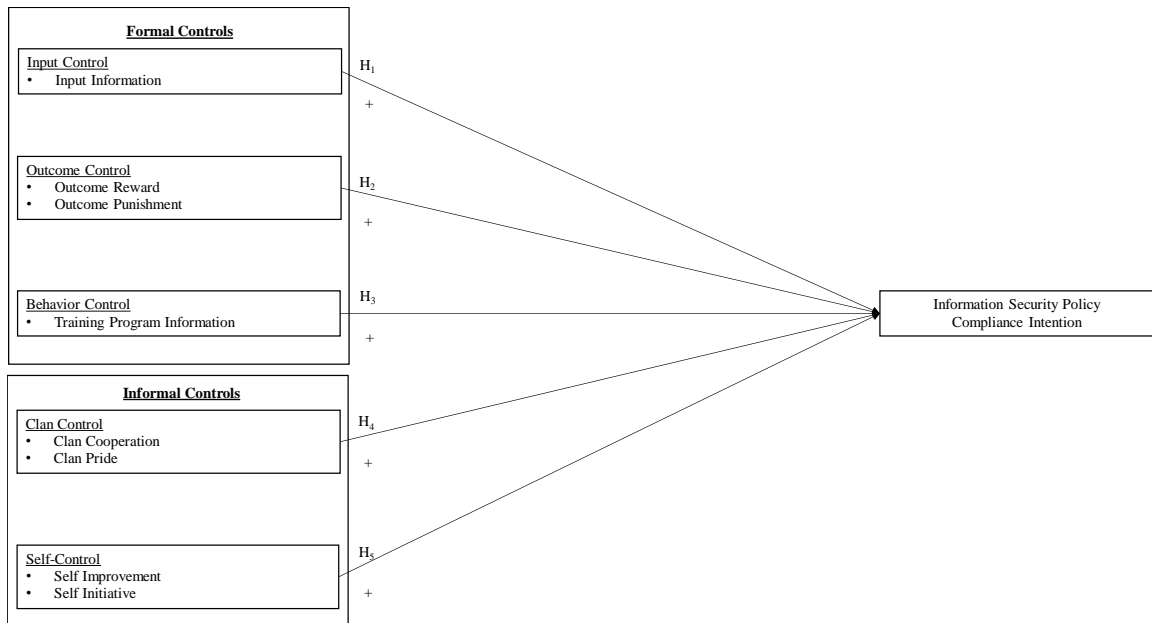 Formal Controls
Input Control
• Input Information
H₁
+
Outcome Control
• Outcome Reward
• Outcome Punishment
H₂
+
Behavior Control
• Training Program Information
H₃
+
Information Security Policy
Compliance Intention
Informal Controls
Clan Control
• Clan Cooperation
• Clan Pride
H₄
+
Self-Control
• Self Improvement
• Self Initiative
H₅
+